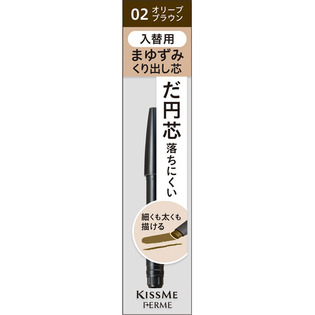 02 オリーブ
ブラウン
入替用
まゆずみ
くり出し芯
だ円芯
落ちにくい
細くも太くも
描ける
KISSME
FERME